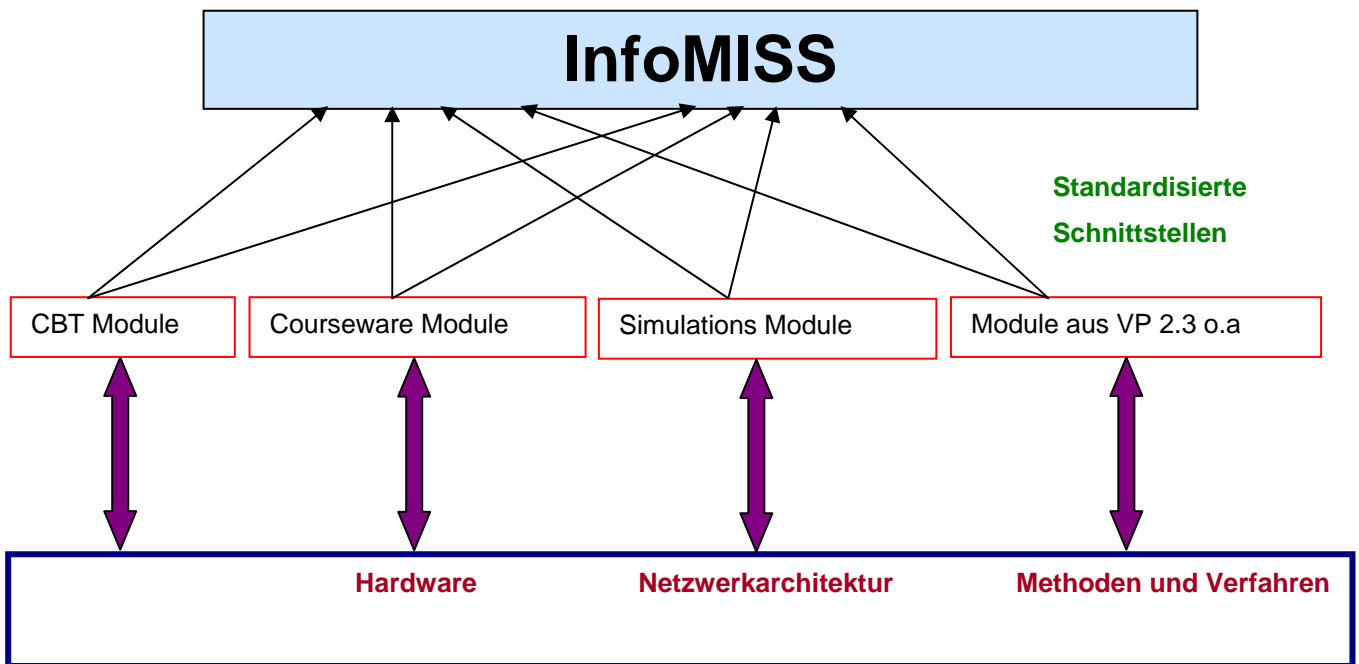 InfoMISS
Standardisierte
Schnittstellen
CBT Module
Courseware Module
Simulations Module
Module aus VP 2.3 o.a
Hardware
Netzwerkarchitektur
Methoden und Verfahren